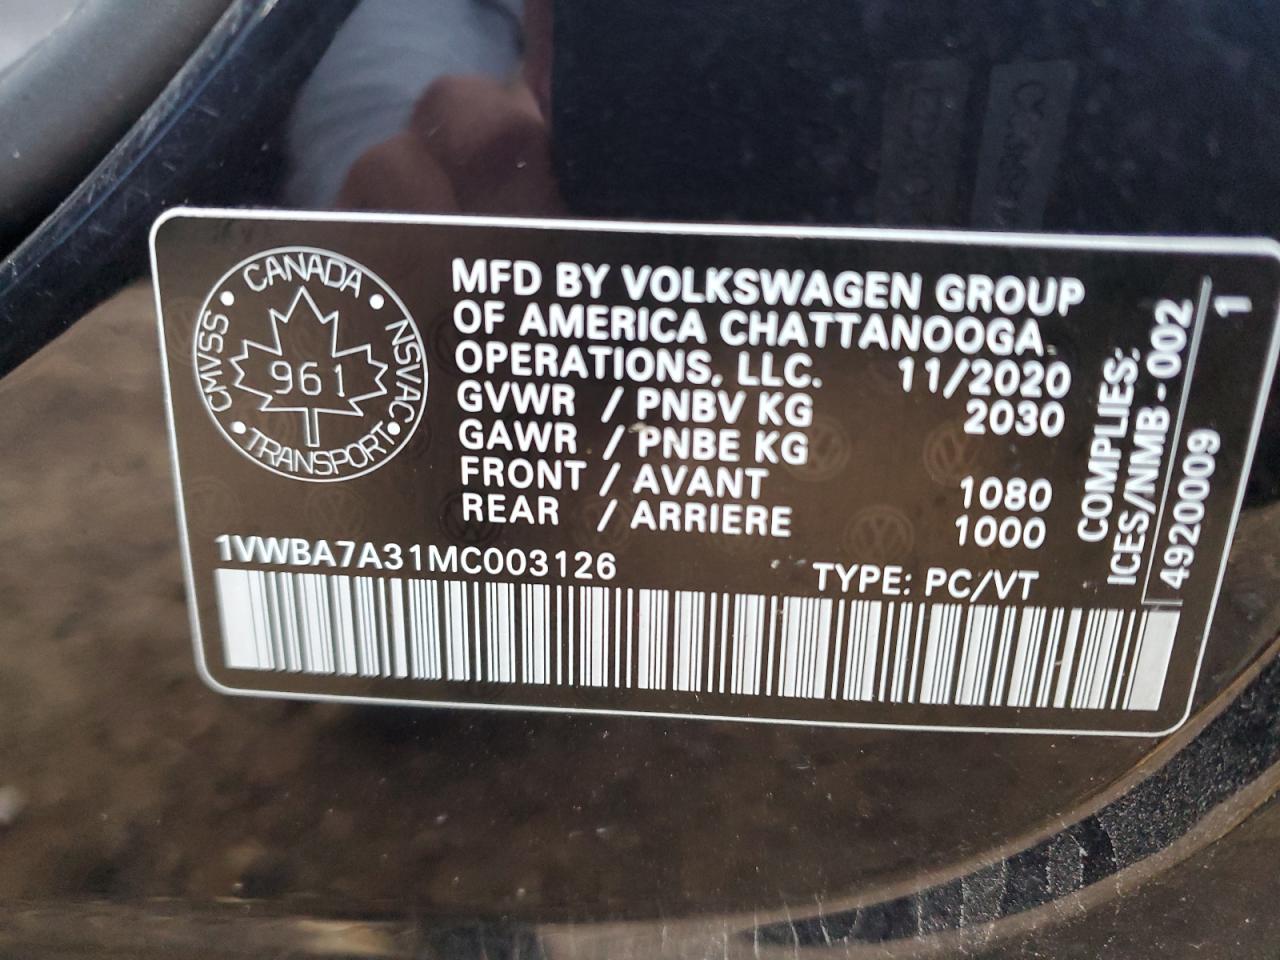 CANADA
CMVSS
NSVAC
961
TRANSPORT
MFD BY VOLKSWAGEN GROUP
OF AMERICA CHATTANOOGA
OPERATIONS, LLC. 11/2020
GVWR / PNBV KG 2030
GAWR / PNBE KG
FRONT / AVANT 1080
REAR / ARRIERE 1000
1VWBA7A31MC003126
TYPE: PC/VT
COMPLIES:
ICES/NMB-002
49200009 1